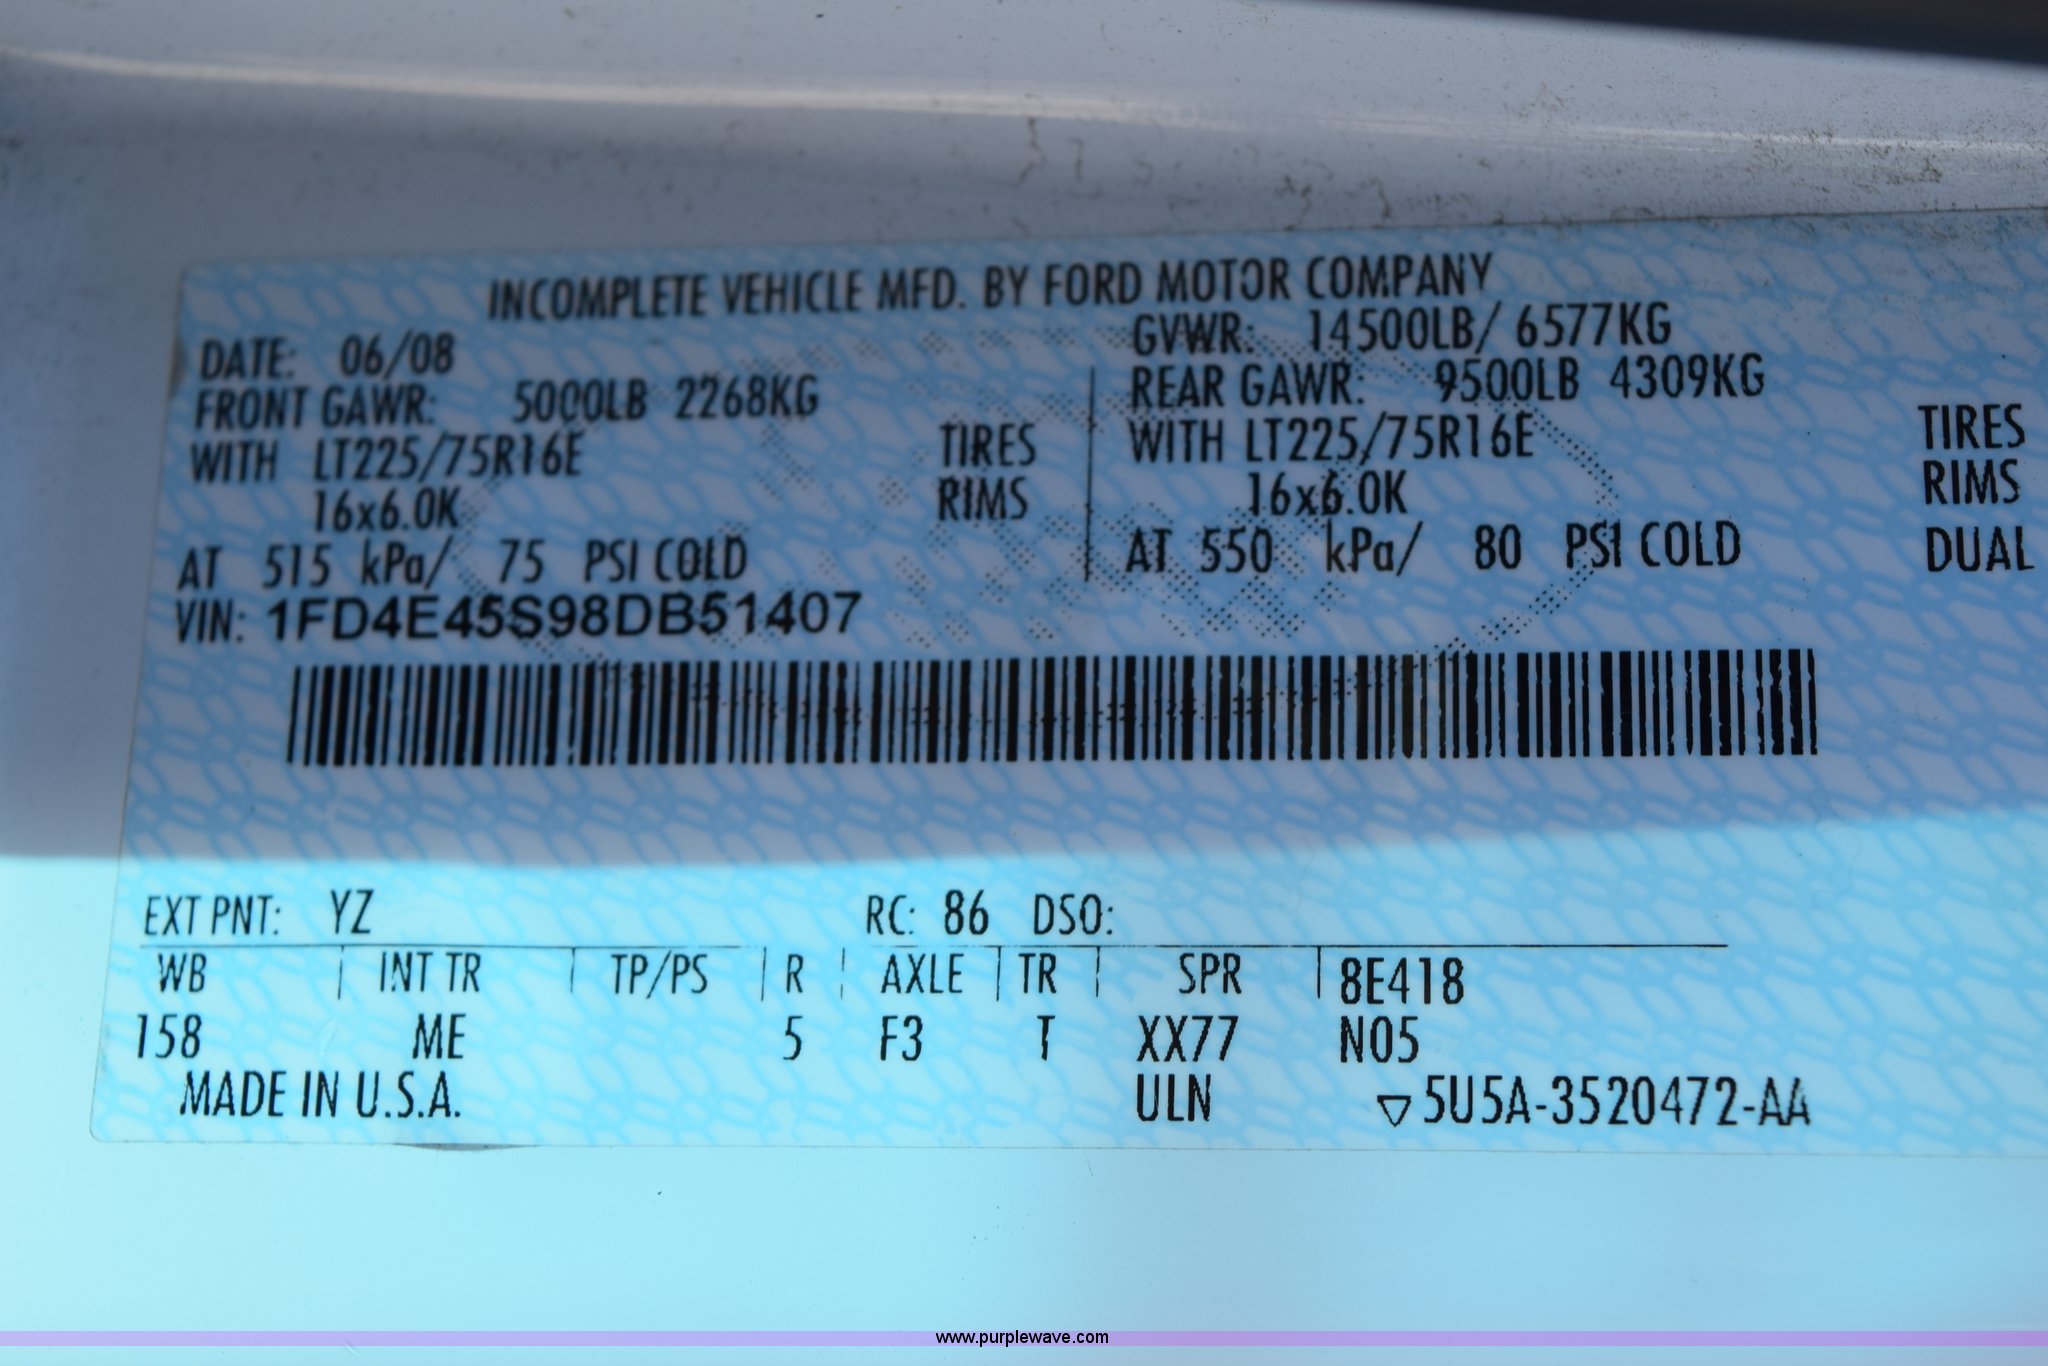 INCOMPLETE VEHICLE MFD. BY FORD MOTOR COMPANY
DATE: 06/08 GVWR: 14500LB/ 6577KG
FRONT GAWR: 5000LB 2268KG REAR GAWR: 9500LB 4309KG
WITH LT225/75R16E TIRES WITH LT225/75R16E TIRES
16x6.0K RIMS 16x6.0K RIMS
AT 515 kPa/ 75 PSI COLD AT 550 kPa/ 80 PSI COLD DUAL
VIN: 1FD4E45S98DB51407
EXT PNT: YZ RC: 86 DSO:
WB INT TR TP/PS R AXLE TR SPR 8E418
158 ME 5 F3 T XX77 N05
MADE IN U.S.A. ULN ▽5U5A-3520472-AA
www.purplewave.com